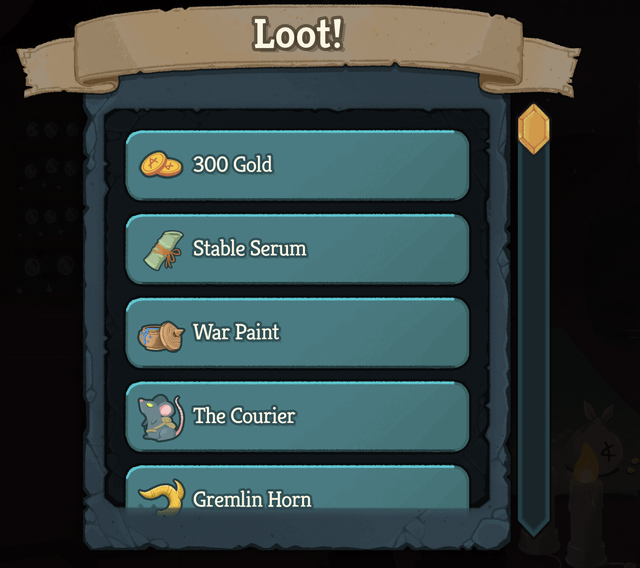 Loot!
300 Gold
Stable Serum
War Paint
The Courier
Gremlin Horn